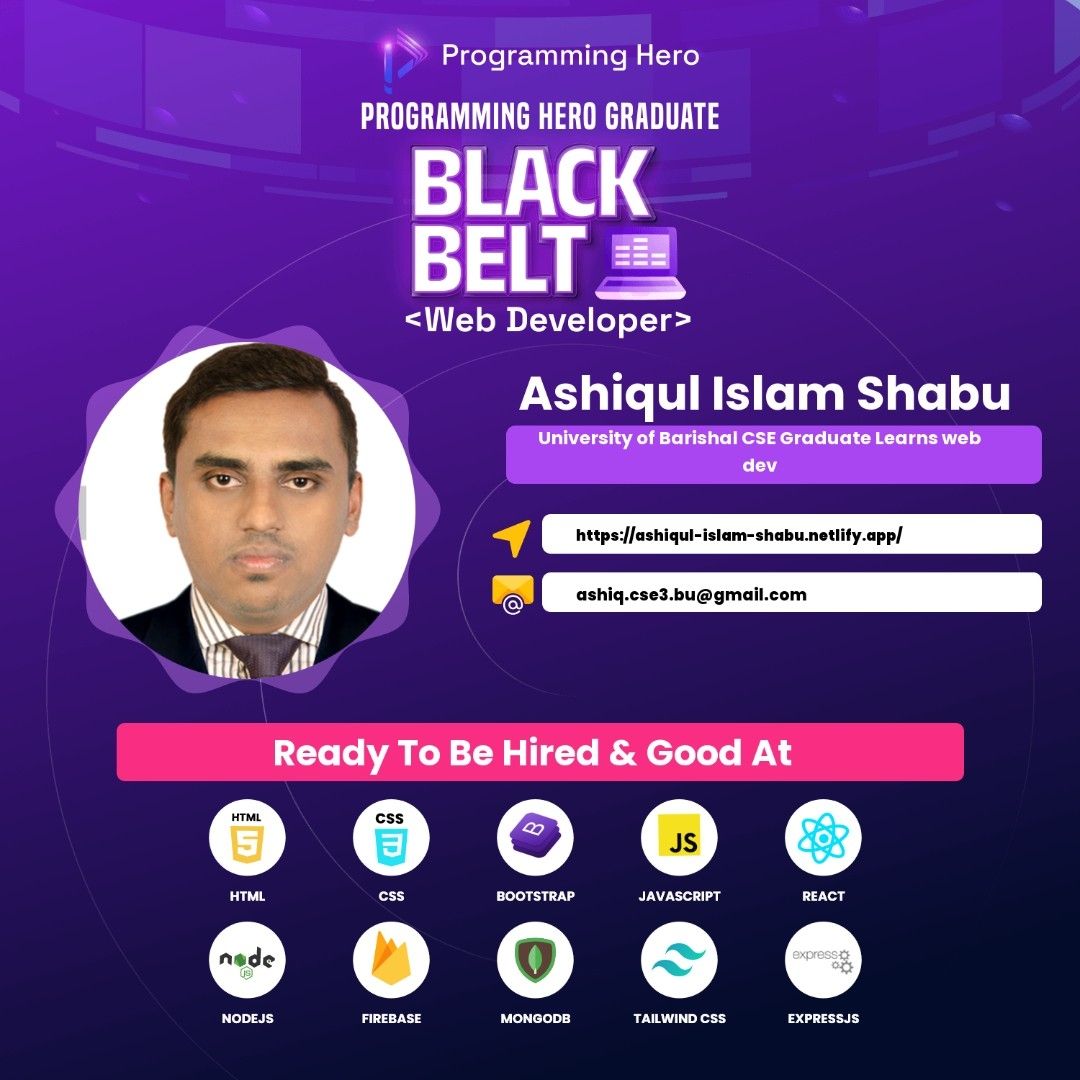 Programming Hero
PROGRAMMING HERO GRADUATE
BLACK
BELT
<Web Developer>
Ashiqul Islam Shabu
University of Barishal CSE Graduate Learns web
dev
https://ashiqul-islam-shabu.netlify.app/
@
ashiq.cse3.bu@gmail.com
Ready To Be Hired & Good At
HTML
5
CSS
3
B
JS
HTML
CSS
BOOTSTRAP
JAVASCRIPT
REACT
node
JS
express
NODEJS
FIREBASE
MONGODB
TAILWIND CSS
EXPRESSJS